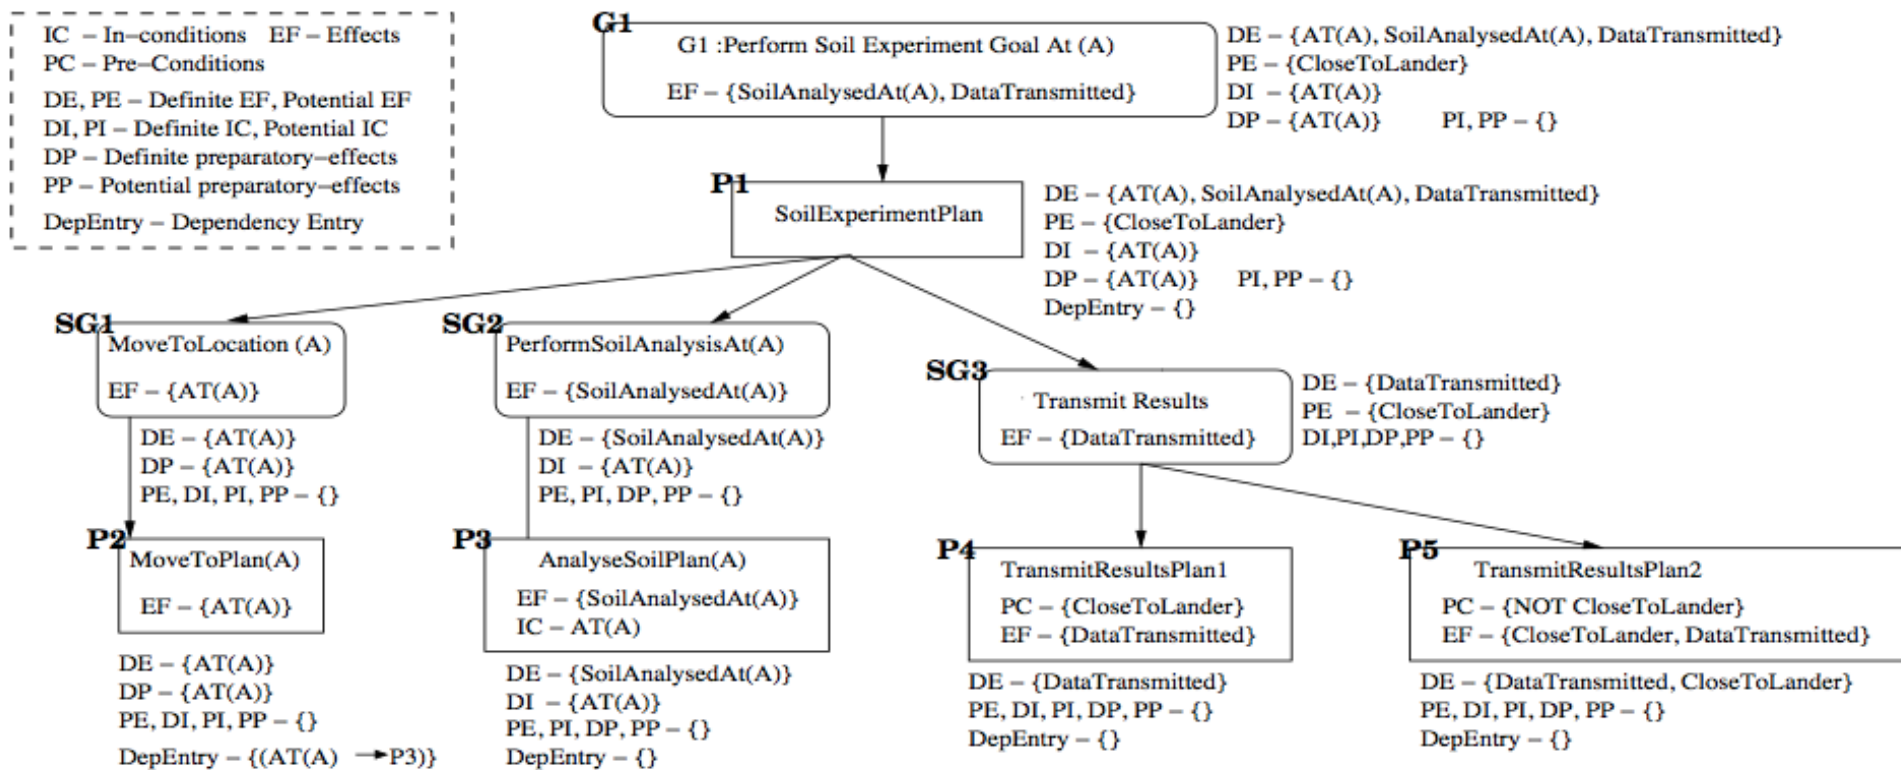 IC – In–conditions EF – Effects
PC – Pre–Conditions
DE, PE – Definite EF, Potential EF
DI, PI – Definite IC, Potential IC
DP – Definite preparatory–effects
PP – Potential preparatory–effects
DepEntry – Dependency Entry
G1
G1 :Perform Soil Experiment Goal At (A)
EF – {SoilAnalysedAt(A), DataTransmitted}
DE – {AT(A), SoilAnalysedAt(A), DataTransmitted}
PE – {CloseToLander}
DI – {AT(A)}
DP – {AT(A)} PI, PP – {}
P1
SoilExperimentPlan
DE – {AT(A), SoilAnalysedAt(A), DataTransmitted}
PE – {CloseToLander}
DI – {AT(A)}
DP – {AT(A)} PI, PP – {}
DepEntry – {}
SG1
MoveToLocation (A)
EF – {AT(A)}
DE – {AT(A)}
DP – {AT(A)}
PE, DI, PI, PP – {}
SG2
PerformSoilAnalysisAt(A)
EF – {SoilAnalysedAt(A)}
DE – {SoilAnalysedAt(A)}
DI – {AT(A)}
PE, PI, DP, PP – {}
SG3
Transmit Results
EF – {DataTransmitted}
DE – {DataTransmitted}
PE – {CloseToLander}
DI,PI,DP,PP – {}
P2
MoveToPlan(A)
EF – {AT(A)}
DE – {AT(A)}
DP – {AT(A)}
PE, DI, PI, PP – {}
DepEntry – {(AT(A) → P3)}
P3
AnalyseSoilPlan(A)
EF – {SoilAnalysedAt(A)}
IC – AT(A)
DE – {SoilAnalysedAt(A)}
DI – {AT(A)}
PE, PI, DP, PP – {}
DepEntry – {}
P4
TransmitResultsPlan1
PC – {CloseToLander}
EF – {DataTransmitted}
DE – {DataTransmitted}
PE, DI, PI, DP, PP – {}
DepEntry – {}
P5
TransmitResultsPlan2
PC – {NOT CloseToLander}
EF – {CloseToLander, DataTransmitted}
DE – {DataTransmitted, CloseToLander}
PE, DI, PI, DP, PP – {}
DepEntry – {}